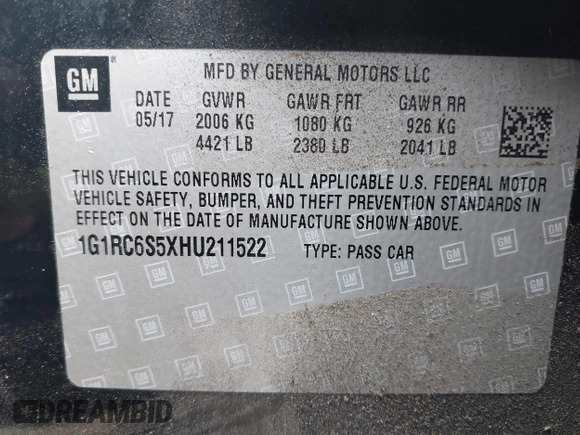 GM ® MFD BY GENERAL MOTORS LLC
DATE GVWR GAWR FRT GAWR RR
05/17 2006 KG 1080 KG 926 KG
4421 LB 2380 LB 2041 LB
THIS VEHICLE CONFORMS TO ALL APPLICABLE U.S. FEDERAL MOTOR
VEHICLE SAFETY, BUMPER, AND THEFT PREVENTION STANDARDS IN
EFFECT ON THE DATE OF MANUFACTURE SHOWN ABOVE.
1G1RC6S5XHU211522 TYPE: PASS CAR
DREAMBID